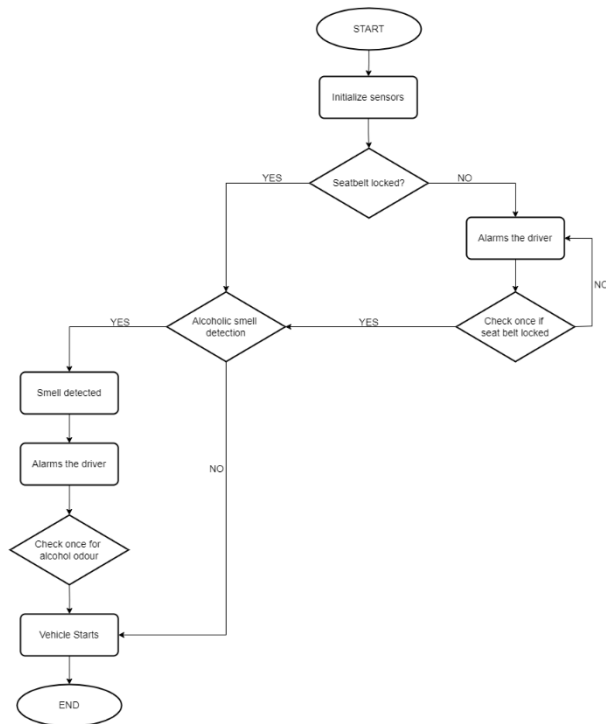 START
Initialize sensors
Seatbelt locked?
YES
NO
Alarms the driver
NO
Check once if
seat belt locked
YES
Alcoholic smell
detection
YES
Smell detected
Alarms the driver
NO
Check once for
alcohol odour
Vehicle Starts
END